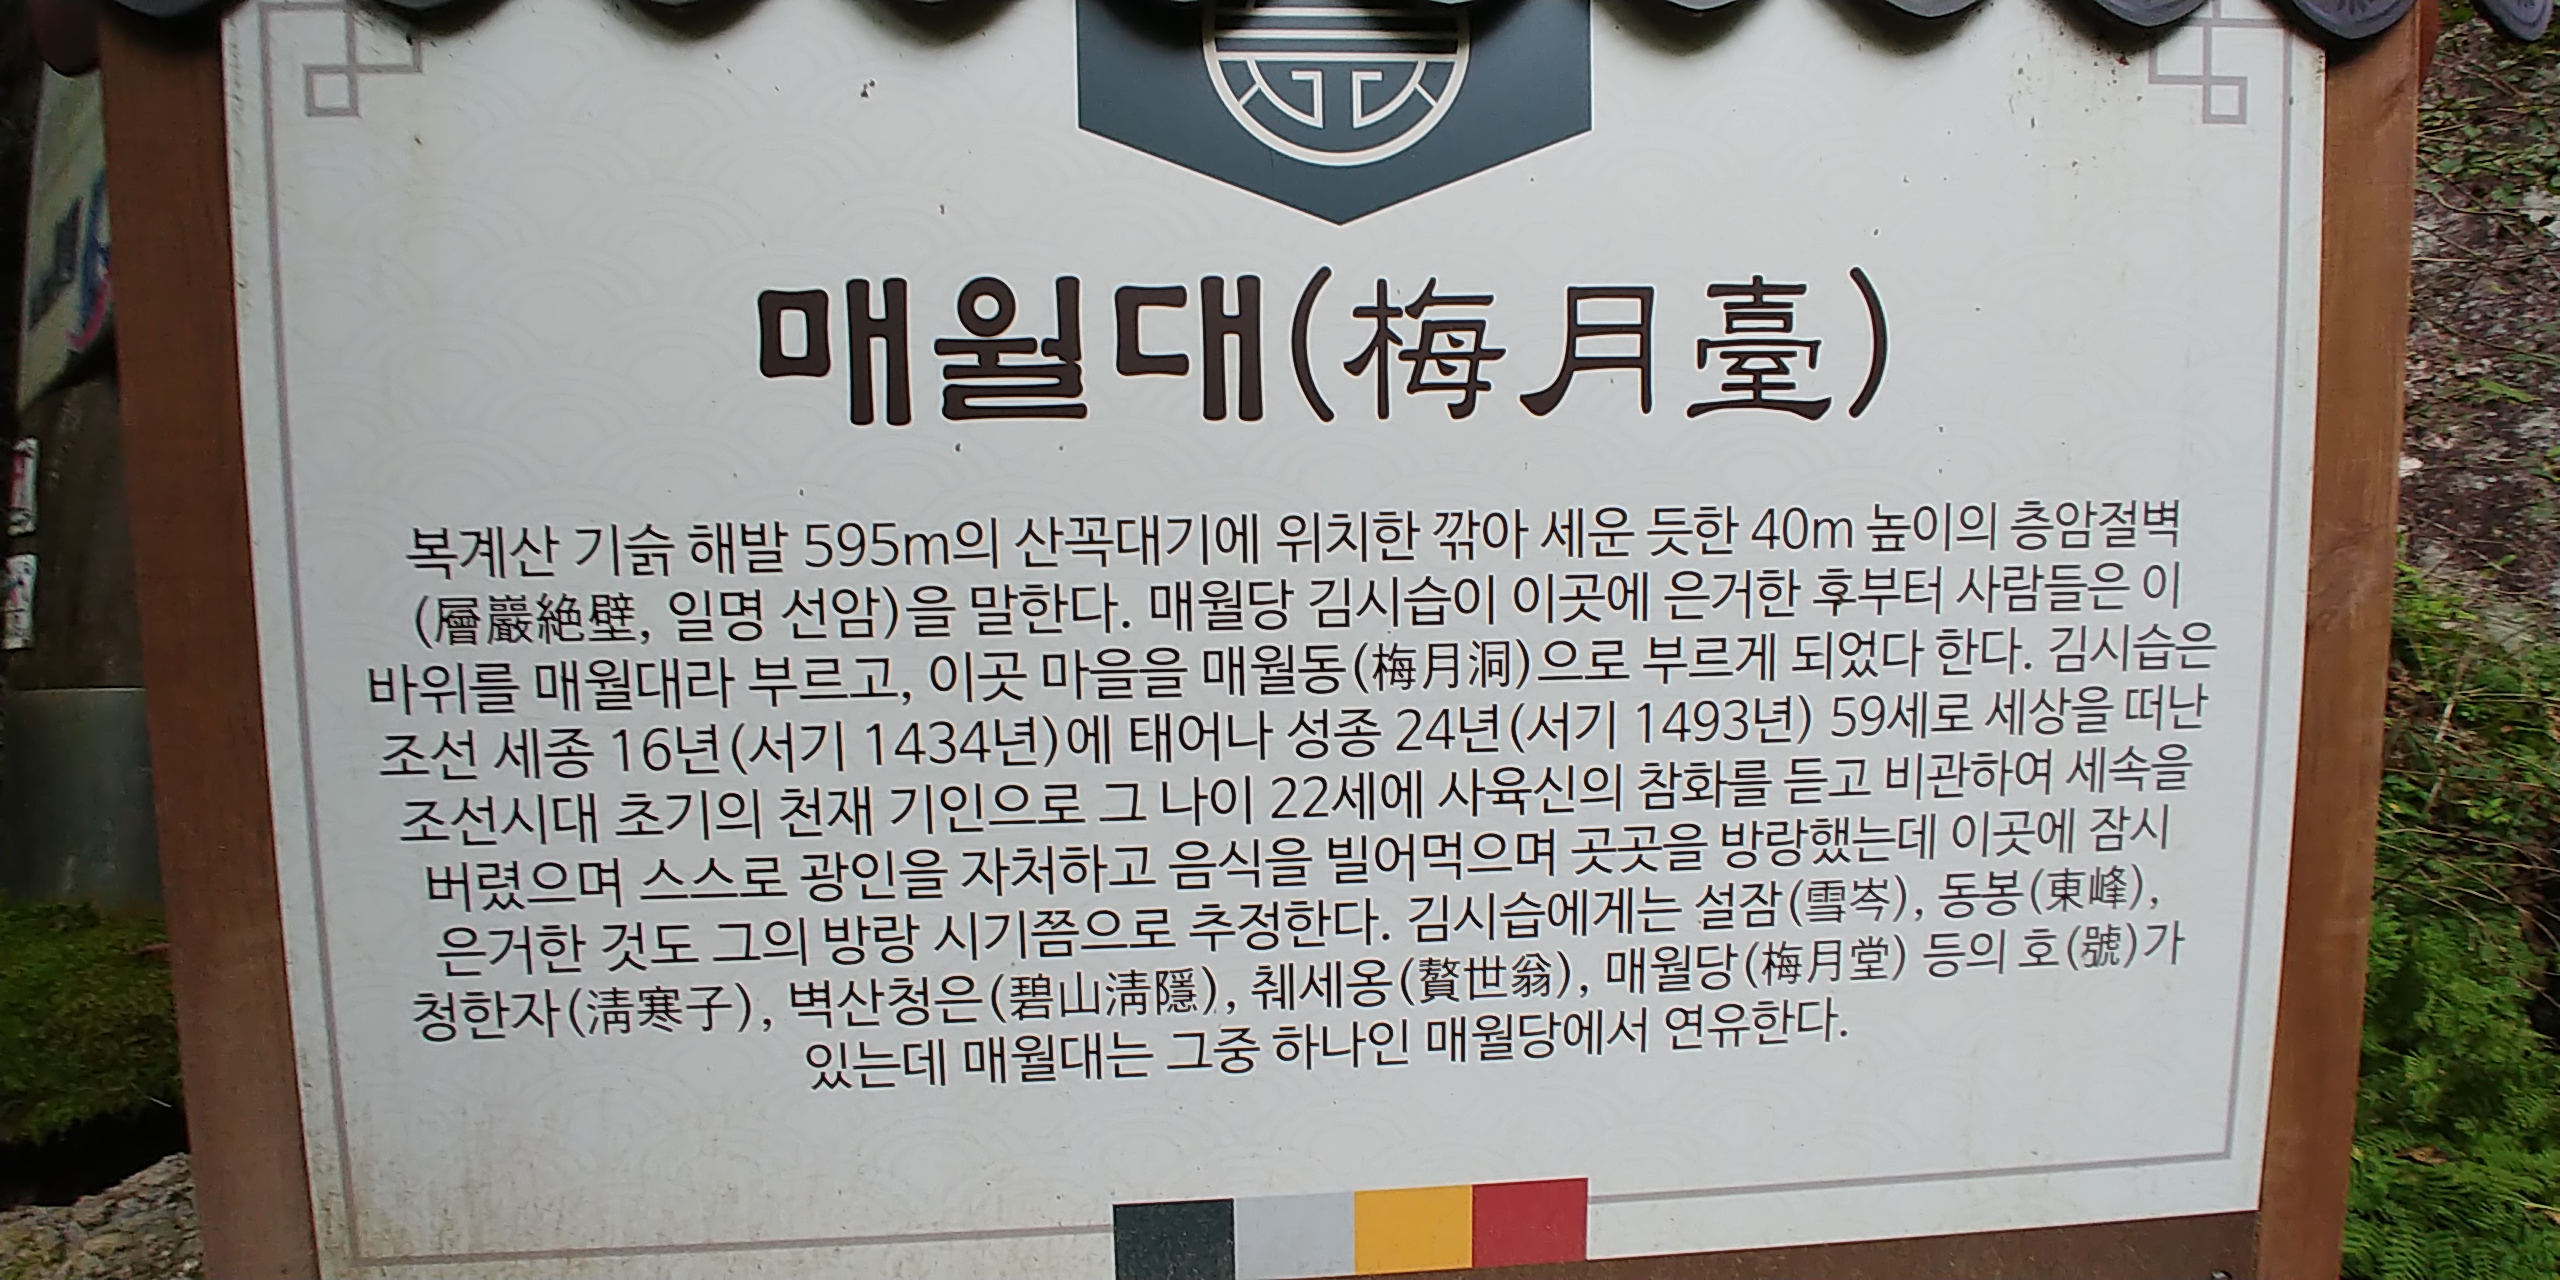 매월대(梅月臺)
복계산 기슭 해발 595m의 산꼭대기에 위치한 깎아 세운 듯한 40m 높이의 층암절벽
(層巖絶壁, 일명 선암)을 말한다. 매월당 김시습이 이곳에 은거한 후부터 사람들은 이
바위를 매월대라 부르고, 이곳 마을을 매월동(梅月洞)으로 부르게 되었다 한다. 김시습은
조선 세종 16년(서기 1434년)에 태어나 성종 24년(서기 1493년) 59세로 세상을 떠난
조선시대 초기의 천재 기인으로 그 나이 22세에 사육신의 참화를 듣고 비관하여 세속을
버렸으며 스스로 광인을 자처하고 음식을 빌어먹으며 곳곳을 방랑했는데 이곳에 잠시
은거한 것도 그의 방랑 시기쯤으로 추정한다. 김시습에게는 설잠(雪岑), 동봉(東峰),
청한자(淸寒子), 벽산청은(碧山淸隱), 췌세옹(贅世翁), 매월당(梅月堂) 등의 호(號)가
있는데 매월대는 그중 하나인 매월당에서 연유한다.